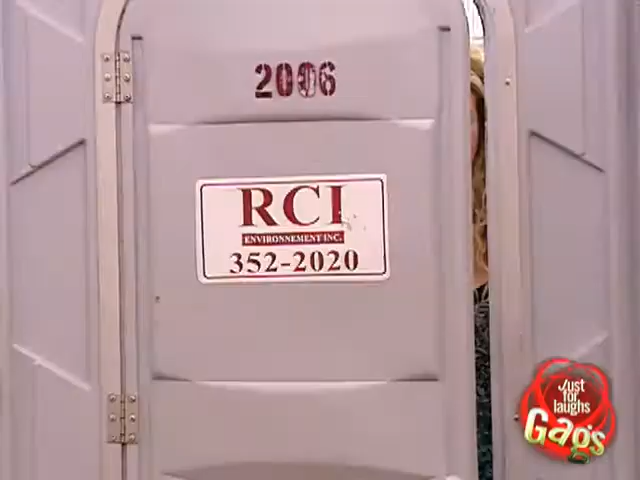 2006
RCI
ENVIRONNEMENT INC.
352-2020
Just
for
laughs
Gags